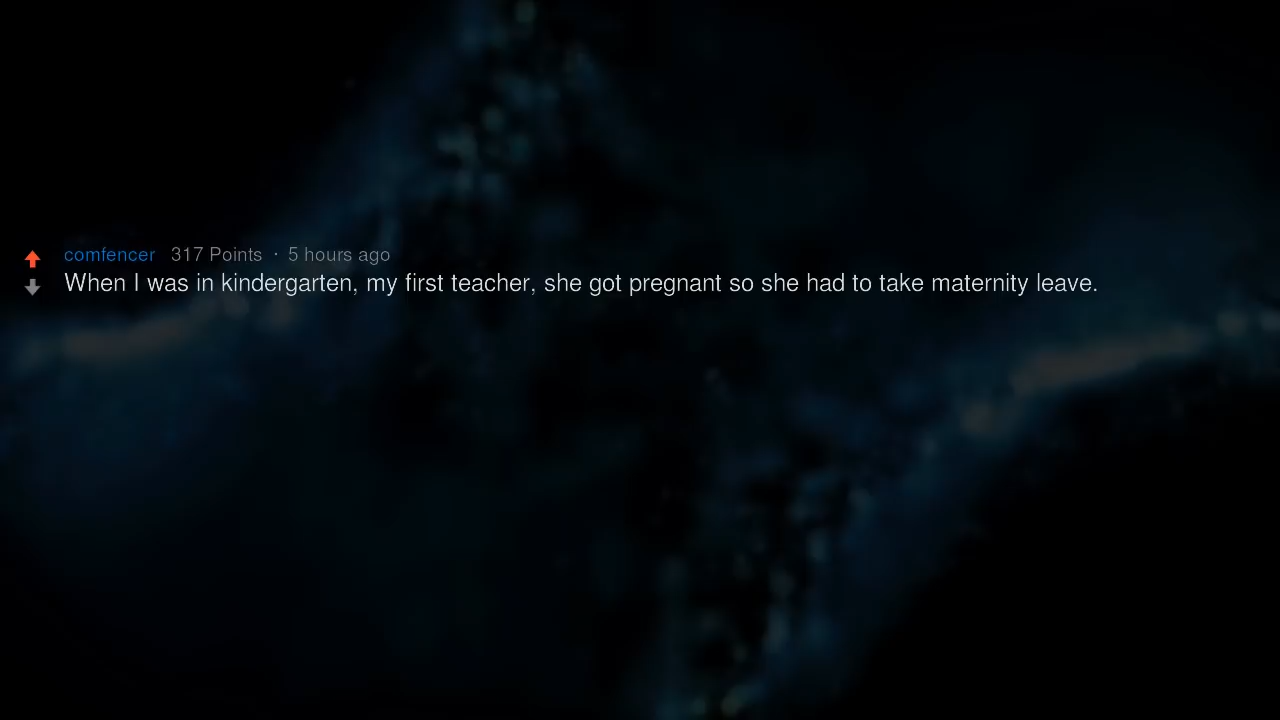 comfencer 317 Points · 5 hours ago
When I was in kindergarten, my first teacher, she got pregnant so she had to take maternity leave.